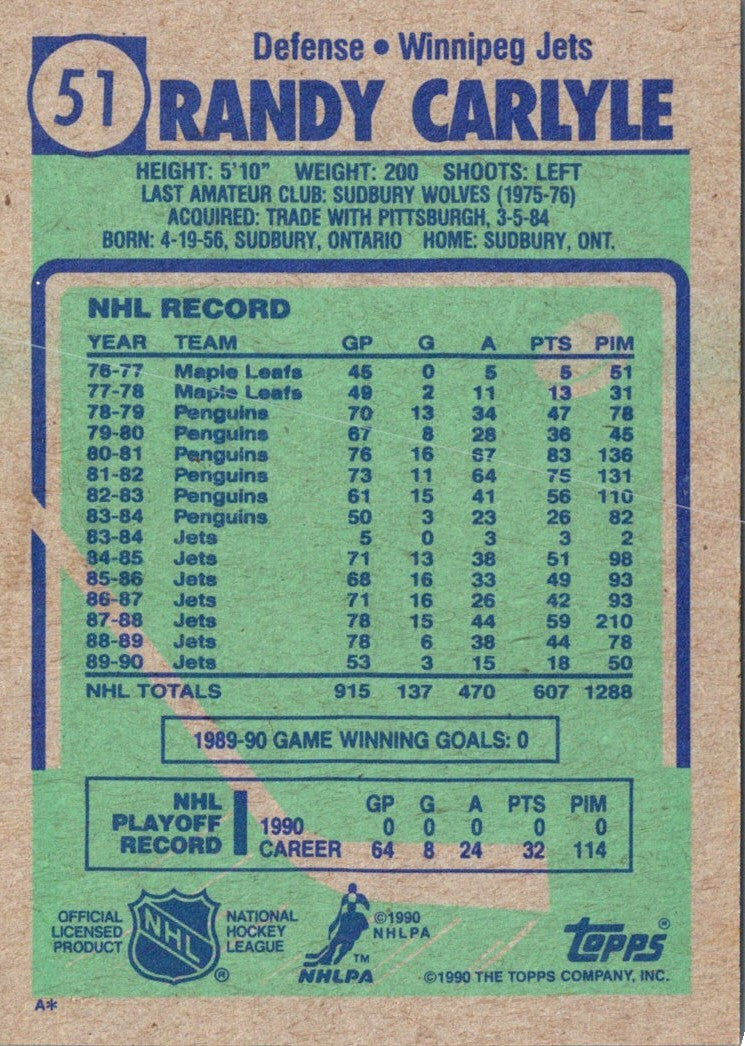 51
Defense • Winnipeg Jets
RANDY CARLYLE
HEIGHT: 5'10" WEIGHT: 200 SHOOTS: LEFT
LAST AMATEUR CLUB: SUDBURY WOLVES (1975-76)
ACQUIRED: TRADE WITH PITTSBURGH, 3-5-84
BORN: 4-19-56, SUDBURY, ONTARIO HOME: SUDBURY, ONT.
NHL RECORD
YEAR TEAM GP G A PTS PIM
76-77 Maple Leafs 45 0 5 5 51
77-78 Maple Leafs 49 2 11 13 31
78-79 Penguins 70 13 34 47 78
79-80 Penguins 67 8 28 36 45
80-81 Penguins 76 16 67 83 136
81-82 Penguins 73 11 64 75 131
82-83 Penguins 61 15 41 56 110
83-84 Penguins 50 3 23 26 82
83-84 Jets 5 0 3 3 2
84-85 Jets 71 13 38 51 98
85-86 Jets 68 16 33 49 93
86-87 Jets 71 16 26 42 93
87-88 Jets 78 15 44 59 210
88-89 Jets 78 6 38 44 78
89-90 Jets 53 3 15 18 50
NHL TOTALS 915 137 470 607 1288
1989-90 GAME WINNING GOALS: 0
NHL PLAYOFF RECORD
GP G A PTS PIM
1990 0 0 0 0 0
CAREER 64 8 24 32 114
OFFICIAL
LICENSED
PRODUCT
NHL
®
NATIONAL
HOCKEY
LEAGUE
©1990
NHLPA
TM
NHLPA
topps®
©1990 THE TOPPS COMPANY, INC.
A*